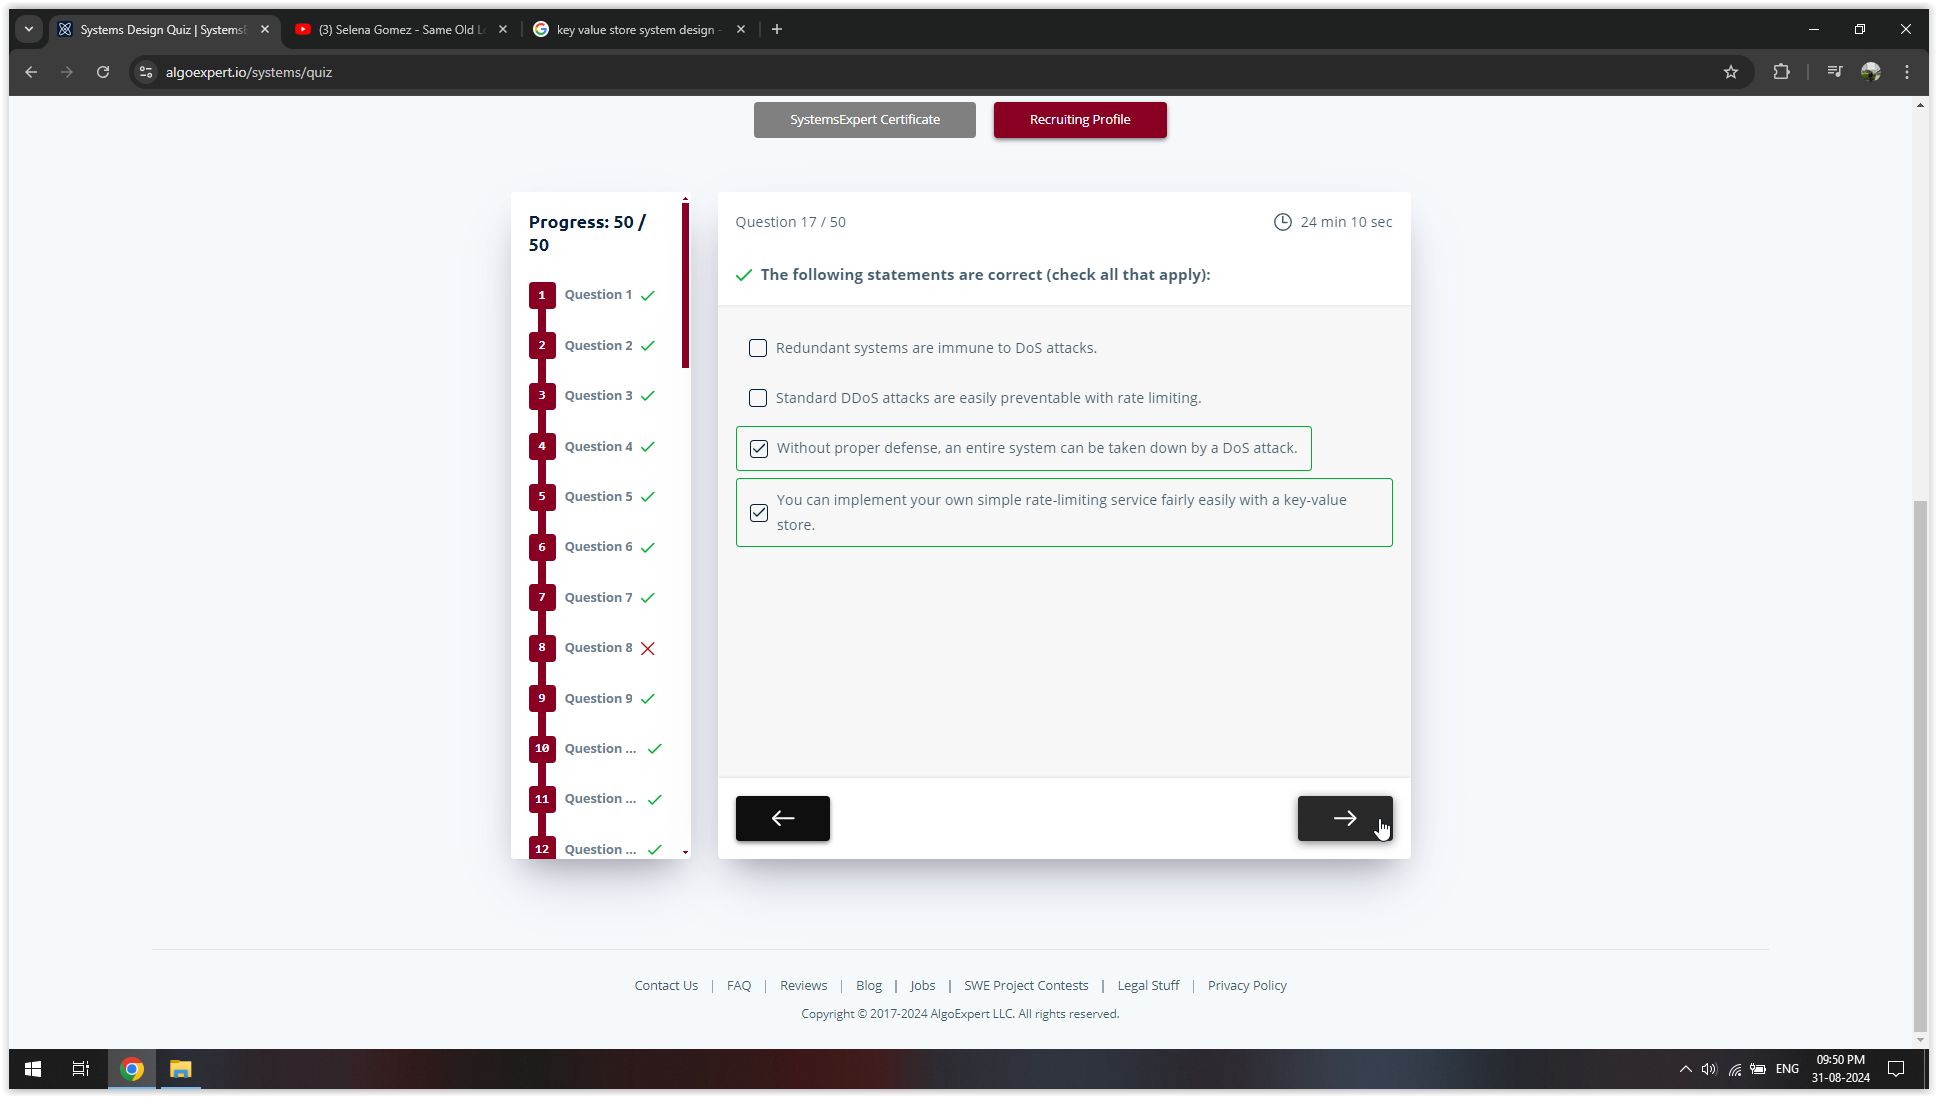 Systems Design Quiz | Systems
(3) Selena Gomez - Same Old L
key value store system design -
algoexpert.io/systems/quiz
SystemsExpert Certificate
Recruiting Profile
Progress: 50 /
50
1 Question 1
2 Question 2
3 Question 3
4 Question 4
5 Question 5
6 Question 6
7 Question 7
8 Question 8
9 Question 9
10 Question ...
11 Question ...
12 Question ...
Question 17 / 50
24 min 10 sec
The following statements are correct (check all that apply):
Redundant systems are immune to DoS attacks.
Standard DDoS attacks are easily preventable with rate limiting.
Without proper defense, an entire system can be taken down by a DoS attack.
You can implement your own simple rate-limiting service fairly easily with a key-value
store.
Contact Us | FAQ | Reviews | Blog | Jobs | SWE Project Contests | Legal Stuff | Privacy Policy
Copyright © 2017-2024 AlgoExpert LLC. All rights reserved.
ENG
09:50 PM
31-08-2024